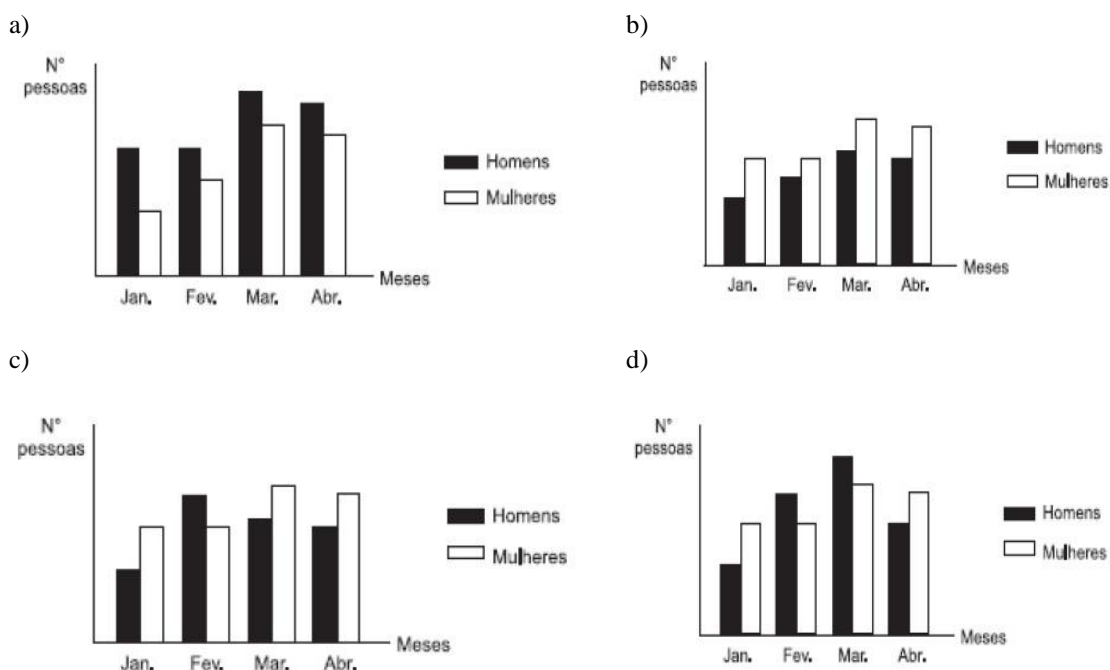 a)
N°
pessoas
Homens
Mulheres
Meses
Jan. Fev. Mar. Abr.
b)
N°
pessoas
Homens
Mulheres
Meses
Jan. Fev. Mar. Abr.
c)
N°
pessoas
Homens
Mulheres
Meses
Jan. Fev. Mar. Abr.
d)
N°
pessoas
Homens
Mulheres
Meses
Jan. Fev. Mar. Abr.